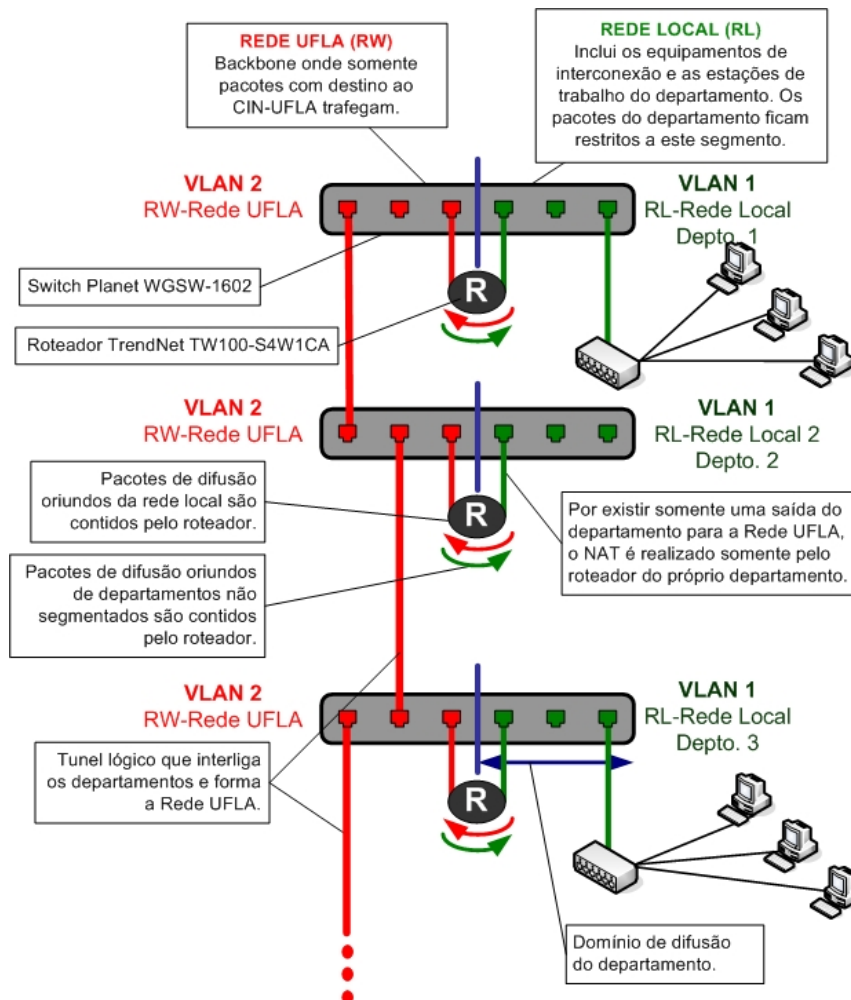 REDE UFLA (RW)
Backbone onde somente
pacotes com destino ao
CIN-UFLA trafegam.
REDE LOCAL (RL)
Inclui os equipamentos de
interconexão e as estações de
trabalho do departamento. Os
pacotes do departamento ficam
restritos a este segmento.
VLAN 2
RW-Rede UFLA
VLAN 1
RL-Rede Local
Depto. 1
Switch Planet WGSW-1602
R
Roteador TrendNet TW100-S4W1CA
VLAN 2
RW-Rede UFLA
VLAN 1
RL-Rede Local 2
Depto. 2
Pacotes de difusão
oriundos da rede local são
contidos pelo roteador.
R
Por existir somente uma saída do
departamento para a Rede UFLA,
o NAT é realizado somente pelo
roteador do próprio departamento.
Pacotes de difusão oriundos
de departamentos não
segmentados são contidos
pelo roteador.
VLAN 2
RW-Rede UFLA
VLAN 1
RL-Rede Local
Depto. 3
Tunel lógico que interliga
os departamentos e forma
a Rede UFLA.
R
Domínio de difusão
do departamento.